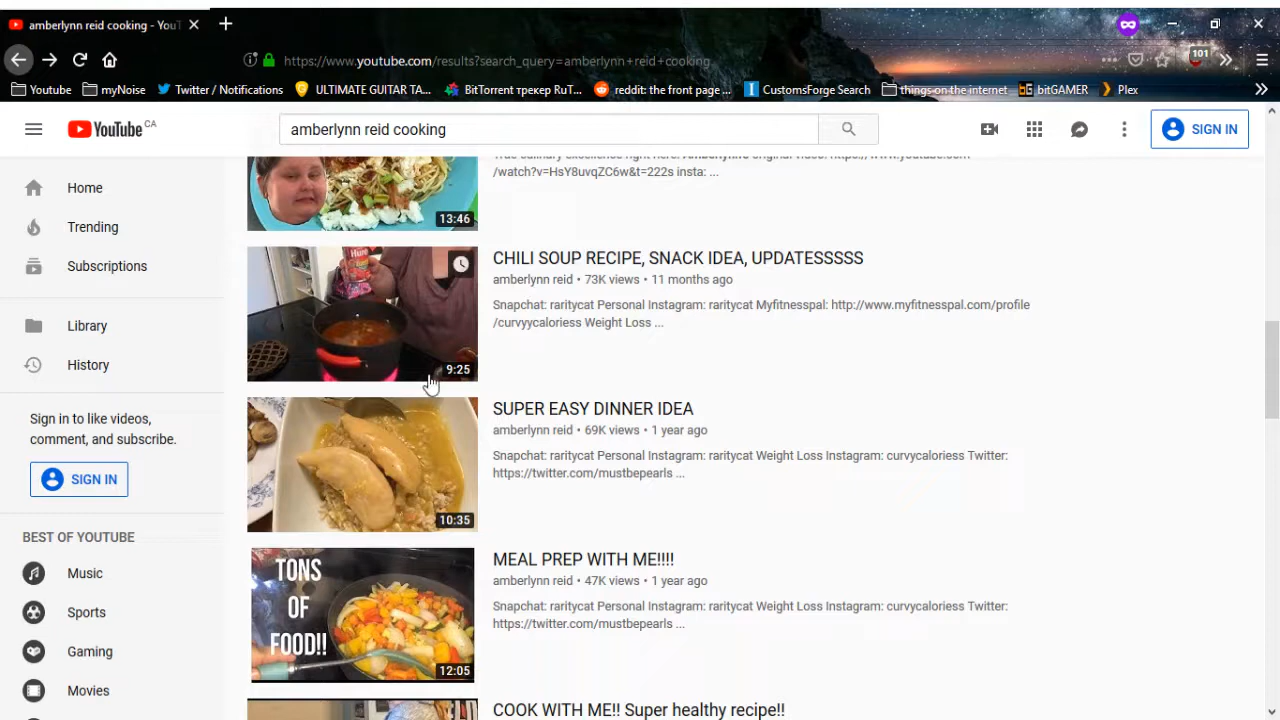 amberlynn reid cooking - YouT
https://www.youtube.com/results?search_query=amberlynn+reid+cooking
101
Youtube
myNoise
Twitter / Notifications
ULTIMATE GUITAR TA...
BitTorrent трекер RuT...
reddit: the front page ...
CustomsForge Search
things on the internet
bitGAMER
Plex
YouTube CA
amberlynn reid cooking
SIGN IN
Home
Trending
Subscriptions
Library
History
Sign in to like videos,
comment, and subscribe.
SIGN IN
BEST OF YOUTUBE
Music
Sports
Gaming
Movies
/watch?v=HsY8uvqZC6w&t=222s insta: ...
13:46
CHILI SOUP RECIPE, SNACK IDEA, UPDATESSSSS
amberlynn reid • 73K views • 11 months ago
Snapchat: raritycat Personal Instagram: raritycat Myfitnesspal: http://www.myfitnesspal.com/profile
/curvyycaloriess Weight Loss ...
Hunt
9:25
SUPER EASY DINNER IDEA
amberlynn reid • 69K views • 1 year ago
Snapchat: raritycat Personal Instagram: raritycat Weight Loss Instagram: curvycaloriess Twitter:
https://twitter.com/mustbepearls ...
10:35
MEAL PREP WITH ME!!!!
amberlynn reid • 47K views • 1 year ago
Snapchat: raritycat Personal Instagram: raritycat Weight Loss Instagram: curvycaloriess Twitter:
https://twitter.com/mustbepearls ...
TONS
OF
FOOD!!
12:05
COOK WITH ME!! Super healthy recipe!!